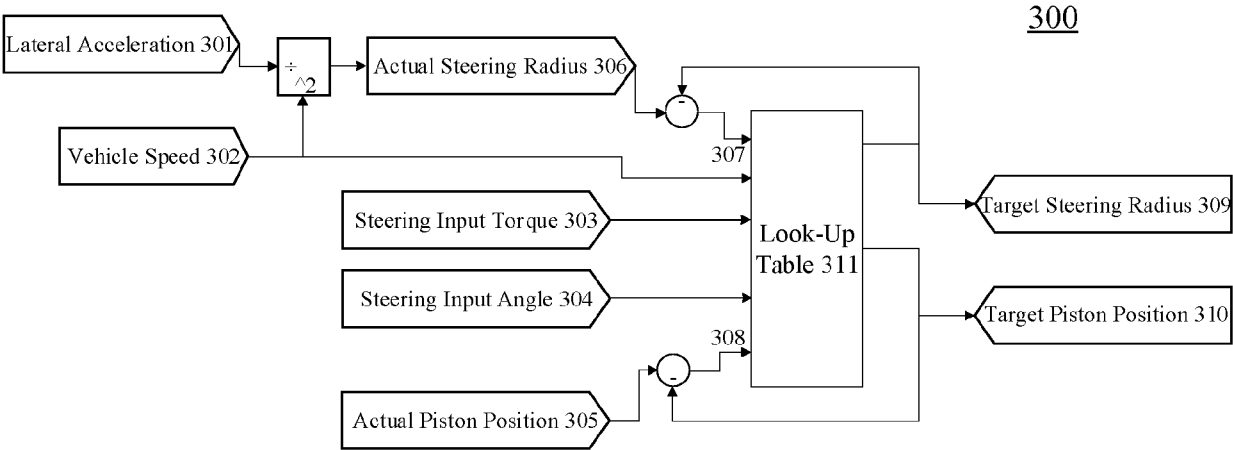 300
Lateral Acceleration 301
÷
^2
Actual Steering Radius 306
-
307
Vehicle Speed 302
Steering Input Torque 303
Target Steering Radius 309
Look-Up
Table 311
Steering Input Angle 304
Target Piston Position 310
308
-
Actual Piston Position 305